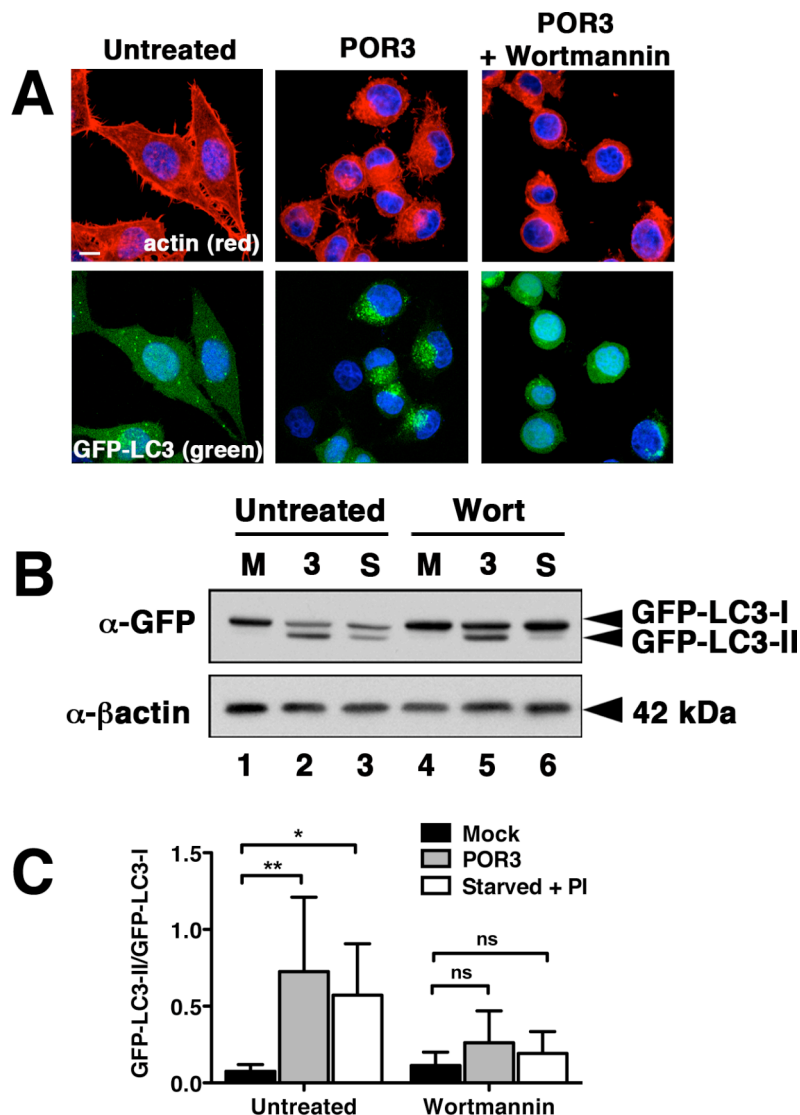 A
Untreated
POR3
POR3
+ Wortmannin
actin (red)
GFP-LC3 (green)
B
Untreated Wort
M 3 S M 3 S
α-GFP
GFP-LC3-I
GFP-LC3-II
α-βactin
42 kDa
1 2 3 4 5 6
C
GFP-LC3-II/GFP-LC3-I
1.5
1.0
0.5
0.0
*
**
ns
ns
Mock
POR3
Starved + PI
Untreated Wortmannin